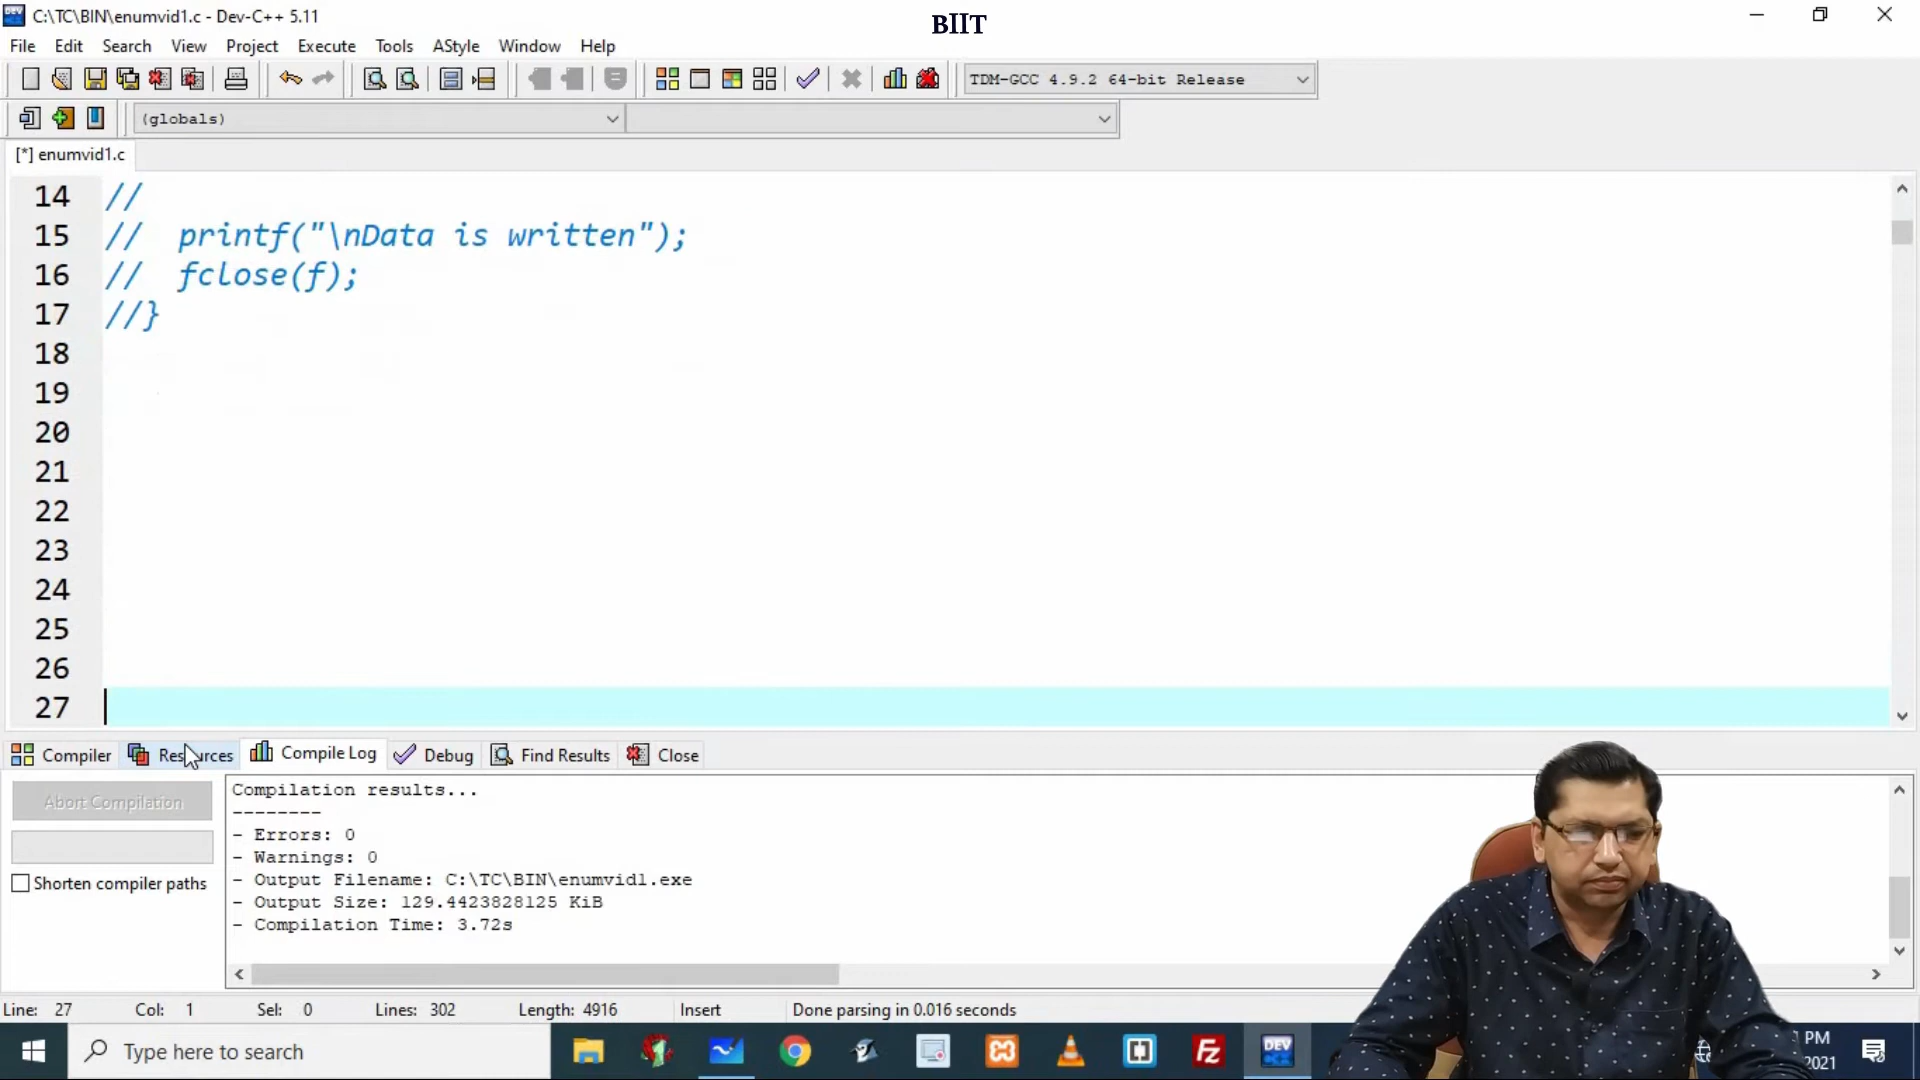 C:\TC\BIN\enumvid1.c - Dev-C++ 5.11
BIIT
File Edit Search View Project Execute Tools AStyle Window Help
TDM-GCC 4.9.2 64-bit Release
(globals)
[*] enumvid1.c
14 //
15 // printf("\nData is written");
16 // fclose(f);
17 //}
18
19
20
21
22
23
24
25
26
27
Compiler Resources Compile Log Debug Find Results Close
Abort Compilation
Shorten compiler paths
Compilation results...
--------
- Errors: 0
- Warnings: 0
- Output Filename: C:\TC\BIN\enumvid1.exe
- Output Size: 129.4423828125 KiB
- Compilation Time: 3.72s
Line: 27 Col: 1 Sel: 0 Lines: 302 Length: 4916 Insert Done parsing in 0.016 seconds
Type here to search
DEV
PM
2021